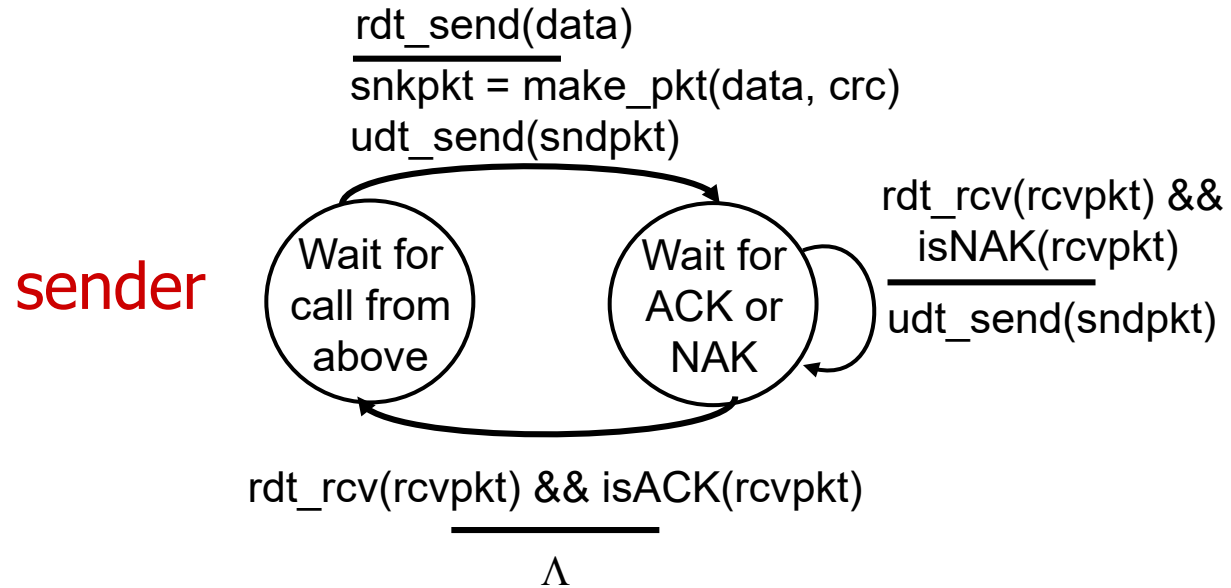 rdt_send(data)
snkpkt = make_pkt(data, crc)
udt_send(sndpkt)
sender
Wait for
call from
above
Wait for
ACK or
NAK
rdt_rcv(rcvpkt) &&
isNAK(rcvpkt)
udt_send(sndpkt)
rdt_rcv(rcvpkt) && isACK(rcvpkt)
Λ